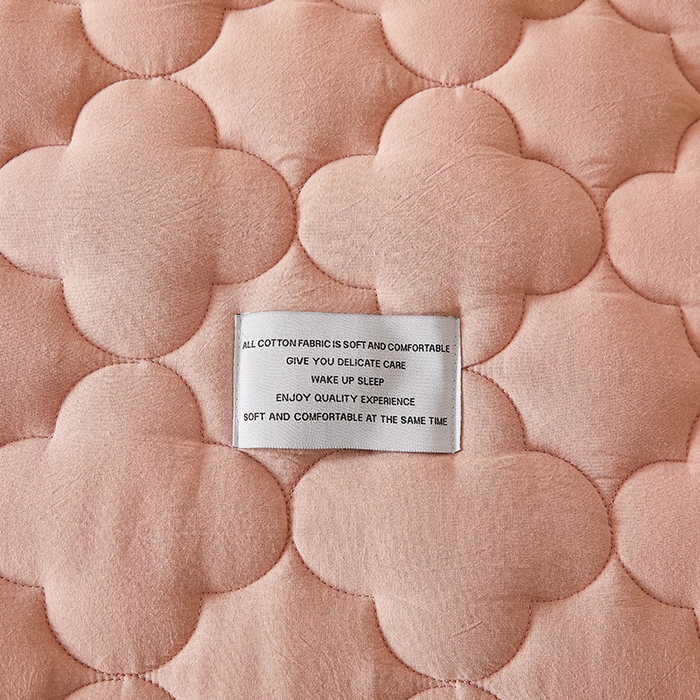 ALL COTTON FABRIC IS SOFT AND COMFORTABLE
GIVE YOU DELICATE CARE
WAKE UP SLEEP
ENJOY QUALITY EXPERIENCE
SOFT AND COMFORTABLE AT THE SAME TIME